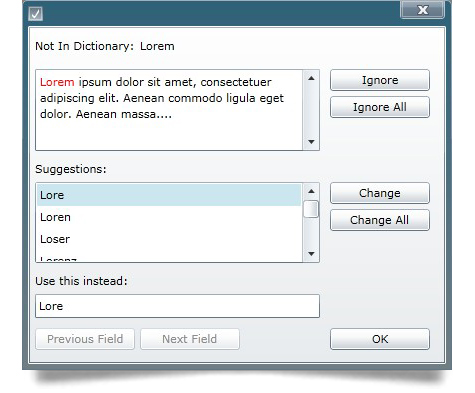 Not In Dictionary: Lorem
Lorem ipsum dolor sit amet, consectetuer
adipiscing elit. Aenean commodo ligula eget
dolor. Aenean massa....
Ignore
Ignore All
Suggestions:
Lore
Loren
Loser
Lorenz
Change
Change All
Use this instead:
Lore
Previous Field
Next Field
OK